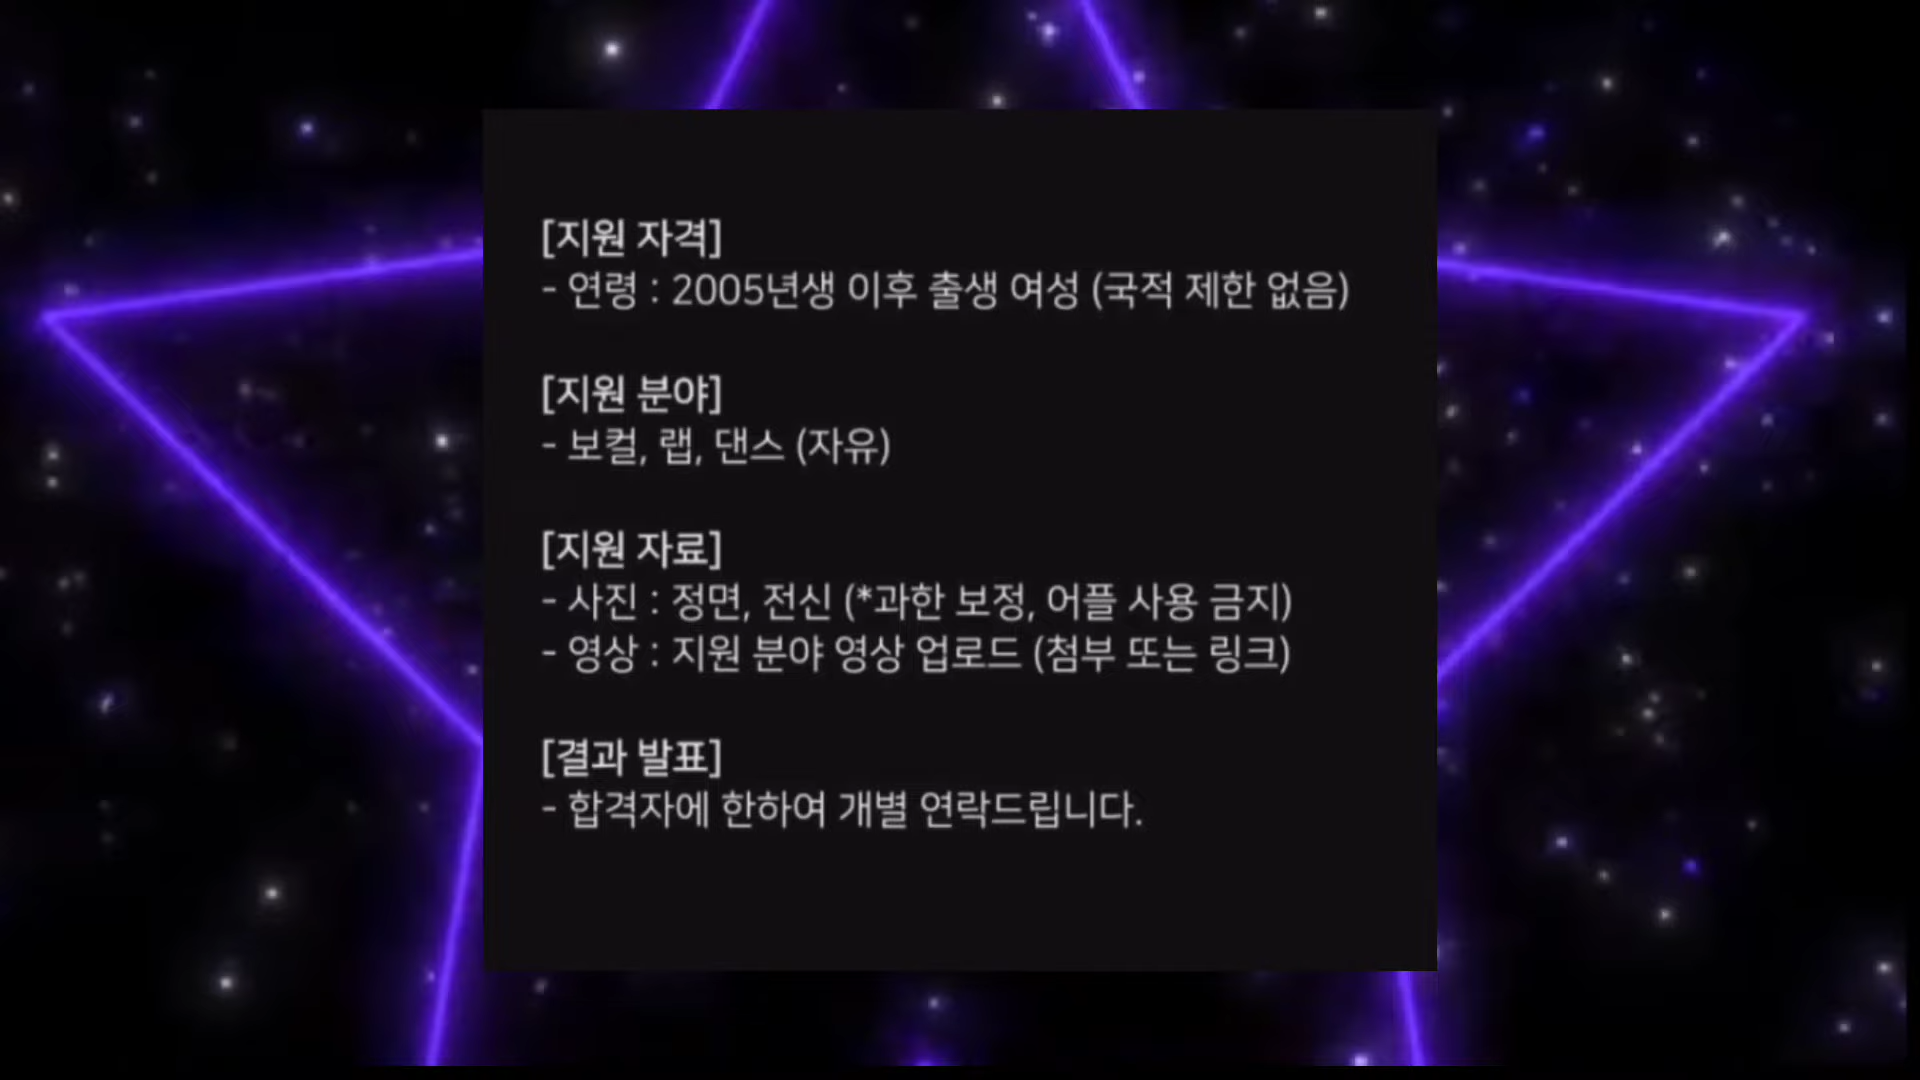 [지원 자격]
- 연령 : 2005년생 이후 출생 여성 (국적 제한 없음)
[지원 분야]
- 보컬, 랩, 댄스 (자유)
[지원 자료]
- 사진 : 정면, 전신 (*과한 보정, 어플 사용 금지)
- 영상 : 지원 분야 영상 업로드 (첨부 또는 링크)
[결과 발표]
- 합격자에 한하여 개별 연락드립니다.